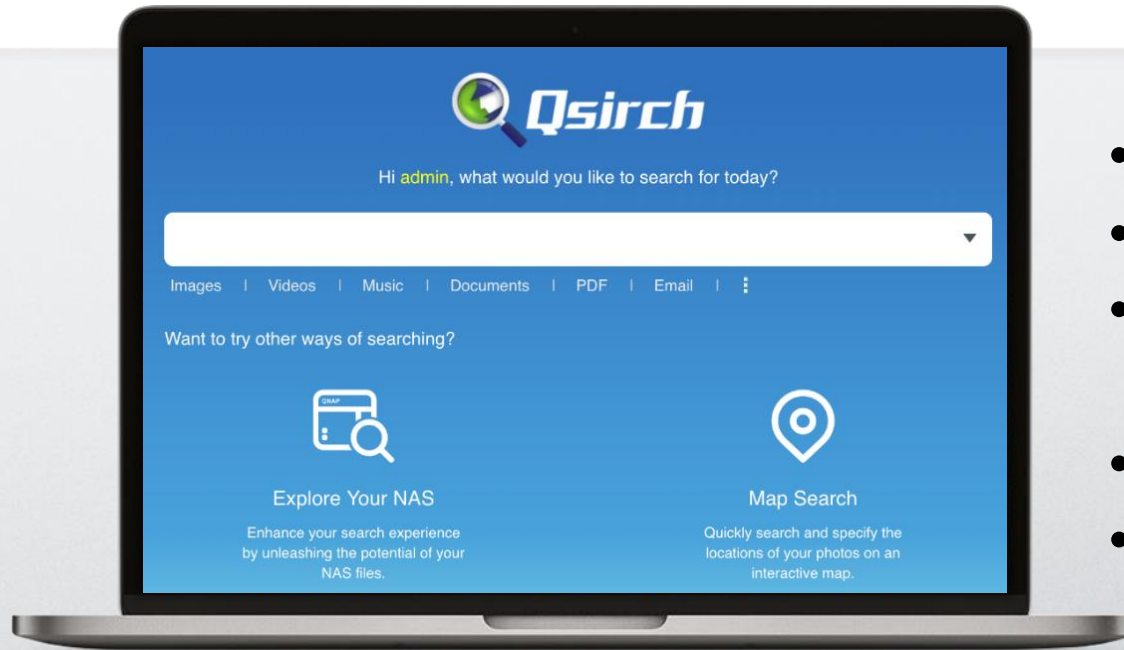 Qsirch
Hi admin, what would you like to search for today?
Images | Videos | Music | Documents | PDF | Email |
Want to try other ways of searching?
QNAP
Explore Your NAS
Enhance your search experience
by unleashing the potential of your
NAS files.
Map Search
Quickly search and specify the
locations of your photos on an
interactive map.